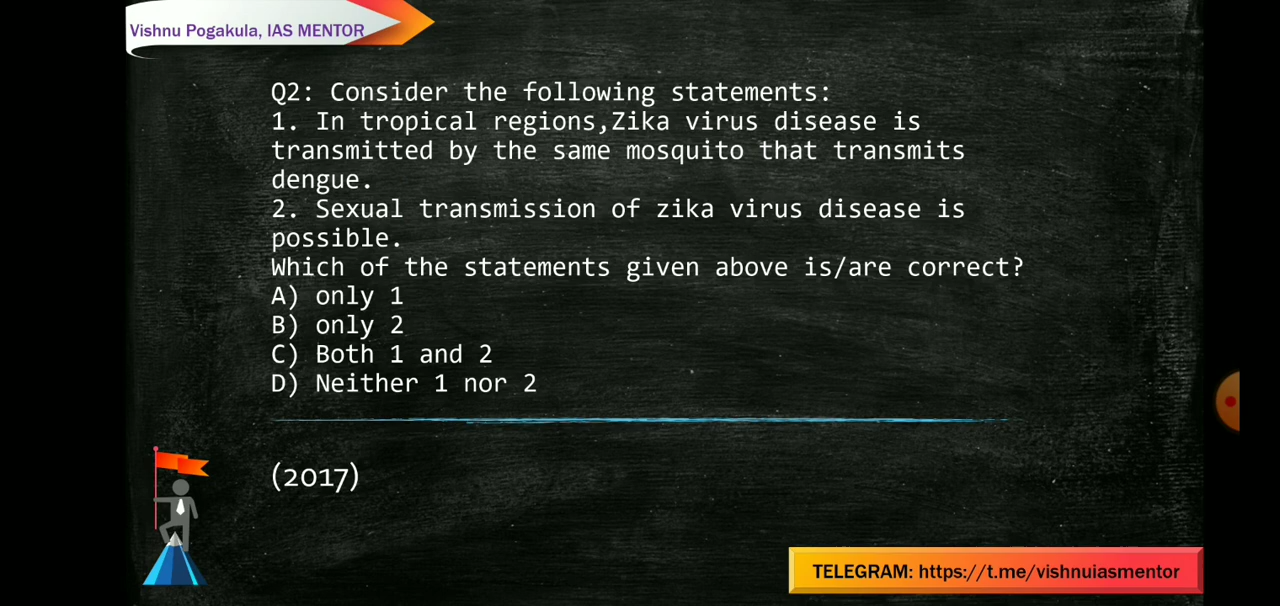 Vishnu Pogakula, IAS MENTOR
Q2: Consider the following statements:
1. In tropical regions,Zika virus disease is
transmitted by the same mosquito that transmits
dengue.
2. Sexual transmission of zika virus disease is
possible.
Which of the statements given above is/are correct?
A) only 1
B) only 2
C) Both 1 and 2
D) Neither 1 nor 2
(2017)
TELEGRAM: https://t.me/vishnuiasmentor